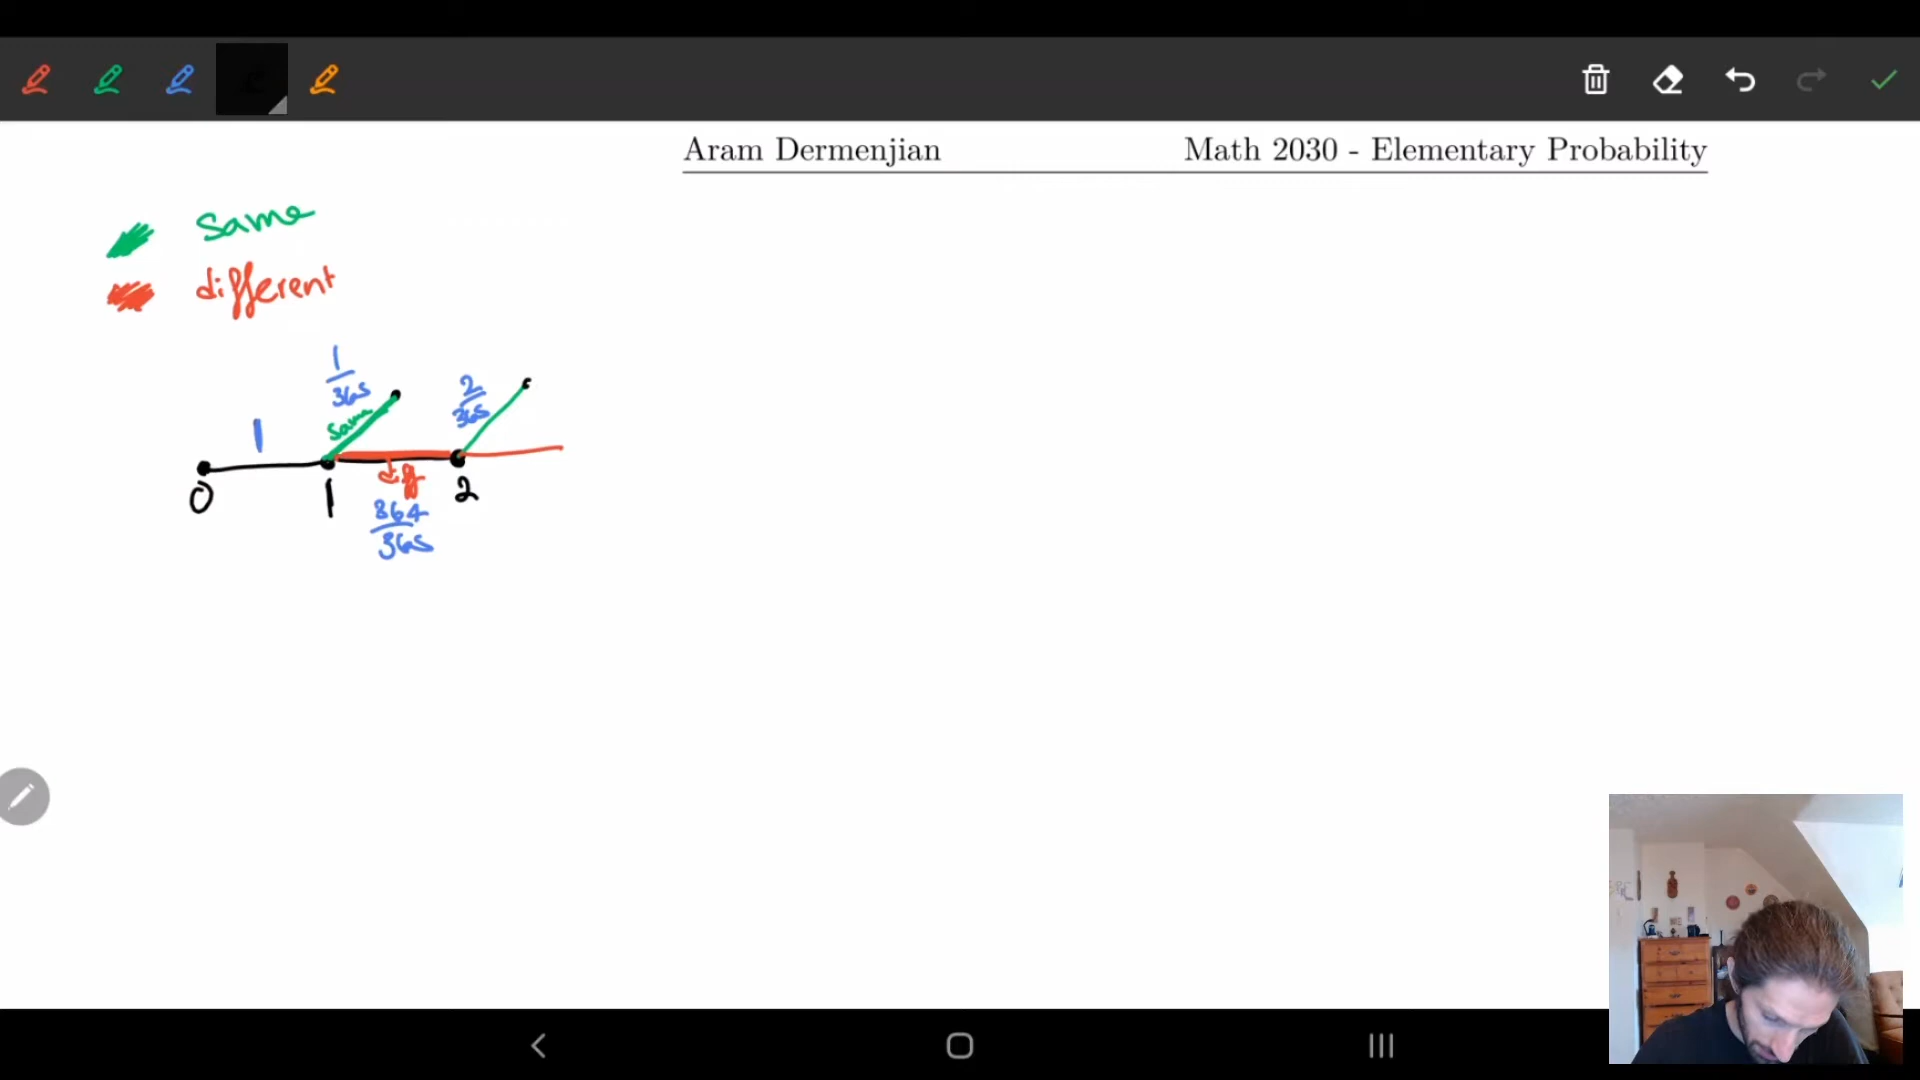 Aram Dermenjian Math 2030 - Elementary Probability
Same
different
1
365
2
365
1
Same
diff
0
1
2
364
365